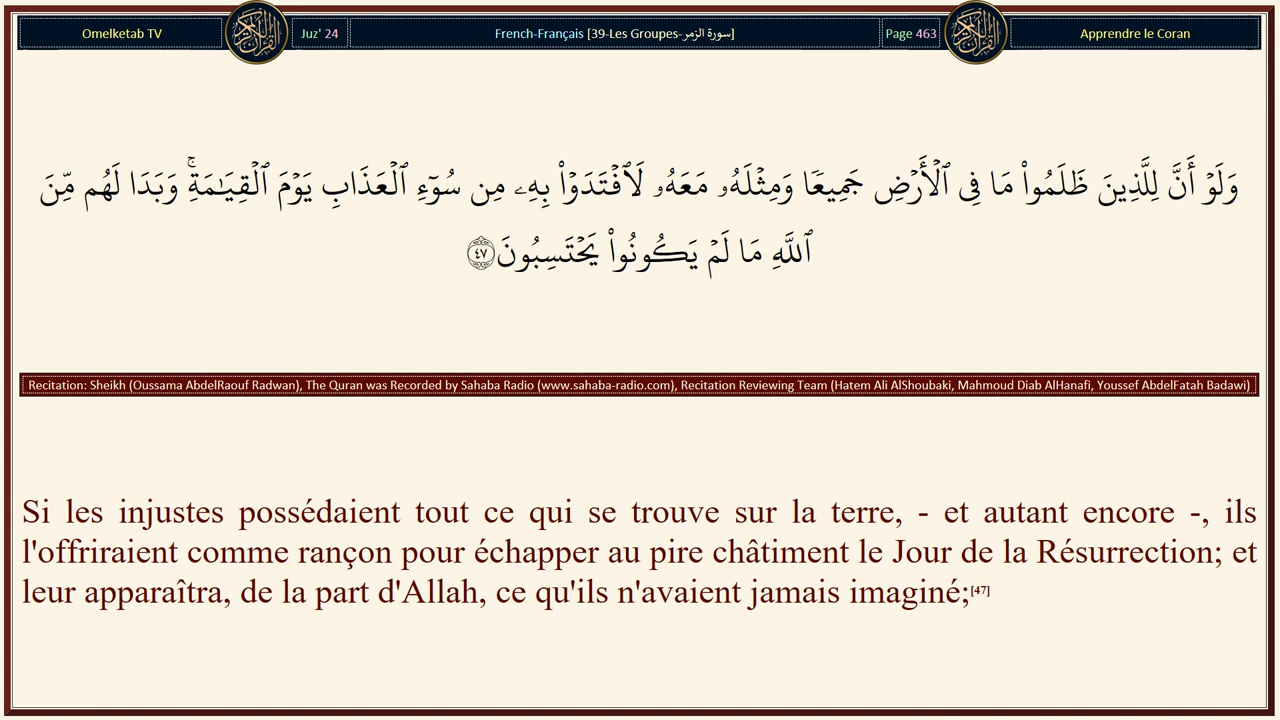 Omelketab TV
Juz' 24
French-Français [39-Les Groupes-سورة الزمر]
Page 463
Apprendre le Coran
وَلَوْ أَنَّ لِلَّذِينَ ظَلَمُوا۟ مَا فِى ٱلْأَرْضِ جَمِيعًا وَمِثْلَهُۥ مَعَهُۥ لَٱفْتَدَوْا۟ بِهِۦ مِن سُوٓءِ ٱلْعَذَابِ يَوْمَ ٱلْقِيَـٰمَةِ ۚ وَبَدَا لَهُم مِّنَ
ٱللَّهِ مَا لَمْ يَكُونُوا۟ يَحْتَسِبُونَ ٤٧
Recitation: Sheikh (Oussama AbdelRaouf Radwan), The Quran was Recorded by Sahaba Radio (www.sahaba-radio.com), Recitation Reviewing Team (Hatem Ali AlShoubaki, Mahmoud Diab AlHanafi, Youssef AbdelFatah Badawi)
Si les injustes possédaient tout ce qui se trouve sur la terre, - et autant encore -, ils
l'offriraient comme rançon pour échapper au pire châtiment le Jour de la Résurrection; et
leur apparaîtra, de la part d'Allah, ce qu'ils n'avaient jamais imaginé;[47]